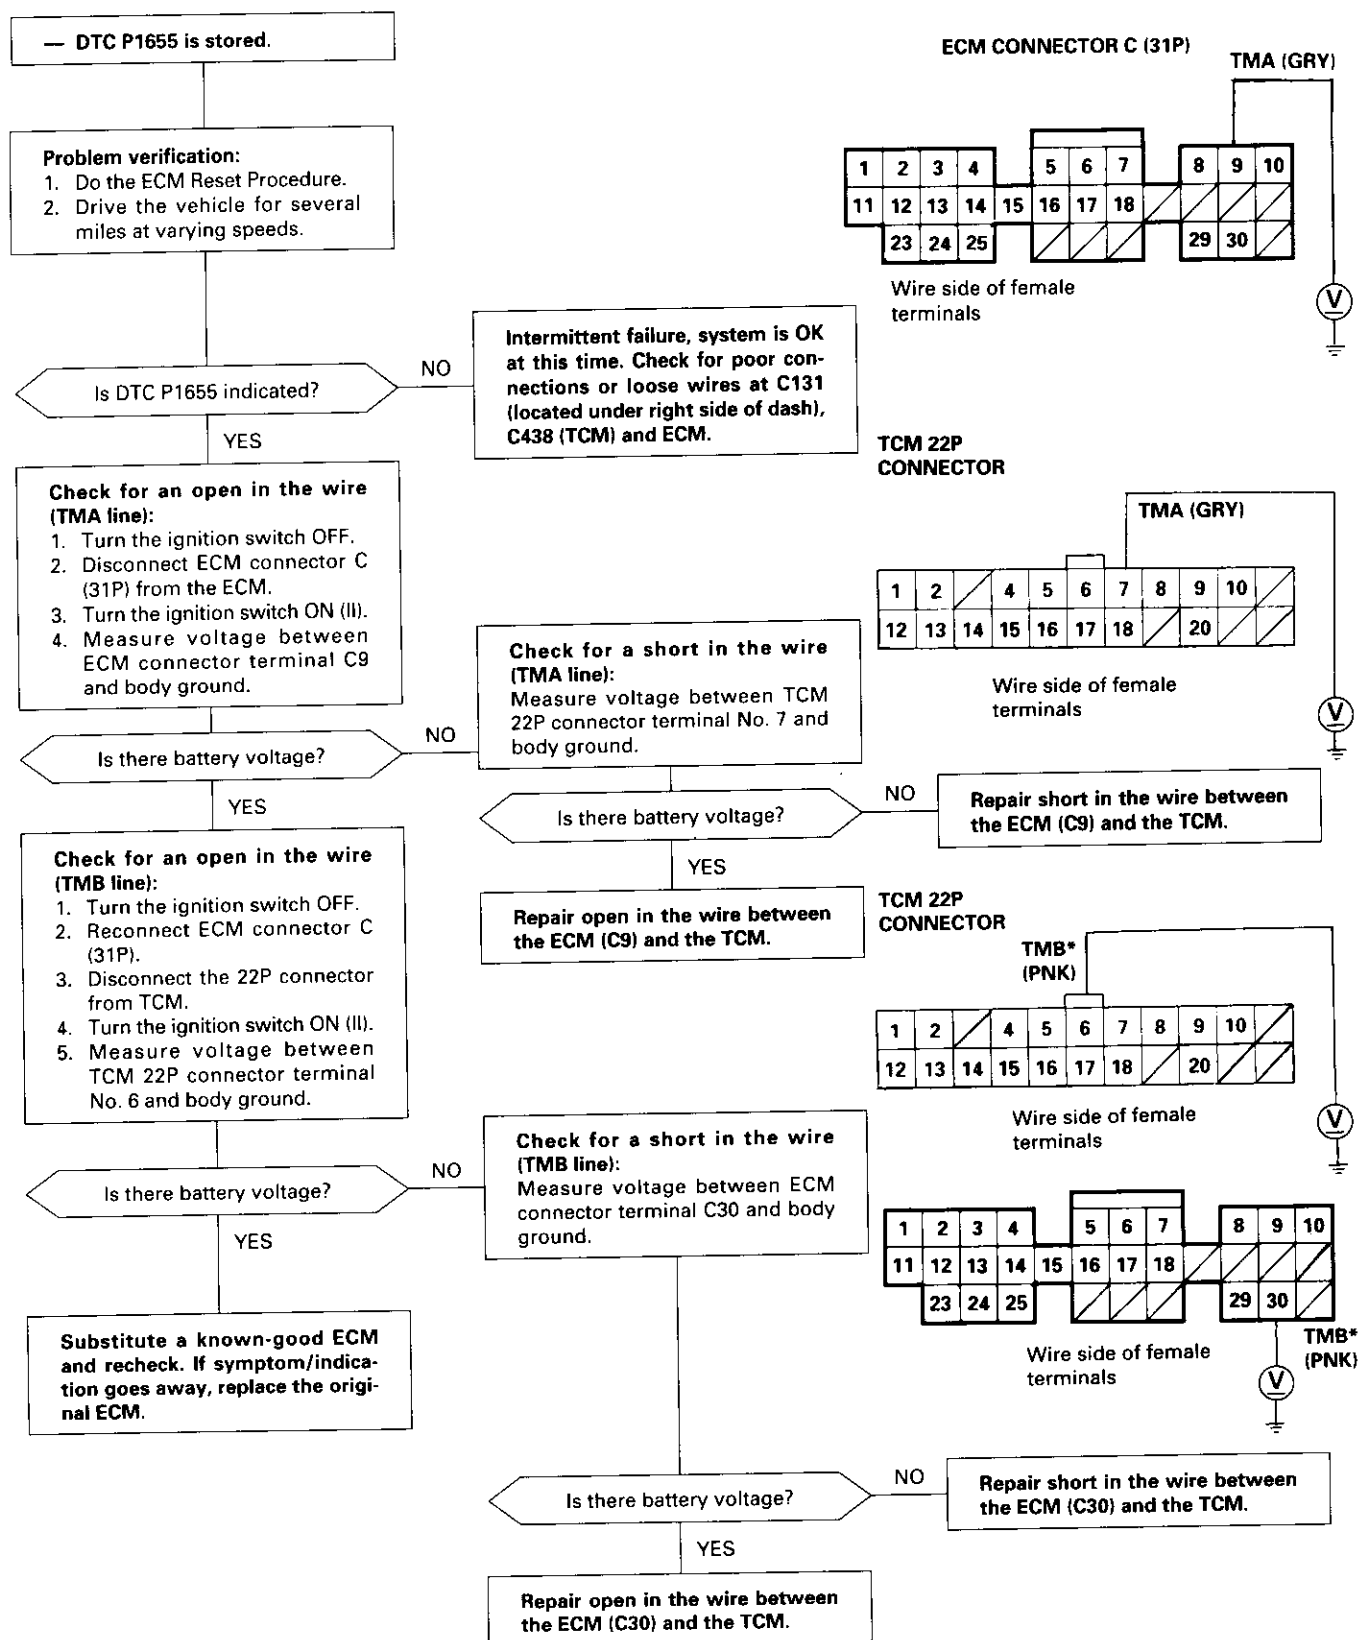 — DTC P1655 is stored.
Problem verification:
1. Do the ECM Reset Procedure.
2. Drive the vehicle for several
miles at varying speeds.
Is DTC P1655 indicated?
NO
Intermittent failure, system is OK
at this time. Check for poor con-
nections or loose wires at C131
(located under right side of dash),
C438 (TCM) and ECM.
YES
Check for an open in the wire
(TMA line):
1. Turn the ignition switch OFF.
2. Disconnect ECM connector C
(31P) from the ECM.
3. Turn the ignition switch ON (II).
4. Measure voltage between
ECM connector terminal C9
and body ground.
Is there battery voltage?
NO
Check for a short in the wire
(TMA line):
Measure voltage between TCM
22P connector terminal No. 7 and
body ground.
Is there battery voltage?
NO
Repair short in the wire between
the ECM (C9) and the TCM.
YES
Repair open in the wire between
the ECM (C9) and the TCM.
YES
Check for an open in the wire
(TMB line):
1. Turn the ignition switch OFF.
2. Reconnect ECM connector C
(31P).
3. Disconnect the 22P connector
from TCM.
4. Turn the ignition switch ON (II).
5. Measure voltage between
TCM 22P connector terminal
No. 6 and body ground.
Is there battery voltage?
NO
Check for a short in the wire
(TMB line):
Measure voltage between ECM
connector terminal C30 and body
ground.
YES
Substitute a known-good ECM
and recheck. If symptom/indica-
tion goes away, replace the origi-
nal ECM.
Is there battery voltage?
NO
Repair short in the wire between
the ECM (C30) and the TCM.
YES
Repair open in the wire between
the ECM (C30) and the TCM.
ECM CONNECTOR C (31P)
TMA (GRY)
1 2 3 4 5 6 7 8 9 10
11 12 13 14 15 16 17 18
23 24 25 29 30
V
Wire side of female
terminals
TCM 22P
CONNECTOR
TMA (GRY)
1 2 4 5 6 7 8 9 10
12 13 14 15 16 17 18 20
V
Wire side of female
terminals
TCM 22P
CONNECTOR
TMB*
(PNK)
1 2 4 5 6 7 8 9 10
12 13 14 15 16 17 18 20
V
Wire side of female
terminals
1 2 3 4 5 6 7 8 9 10
11 12 13 14 15 16 17 18
23 24 25 29 30
TMB*
(PNK)
V
Wire side of female
terminals